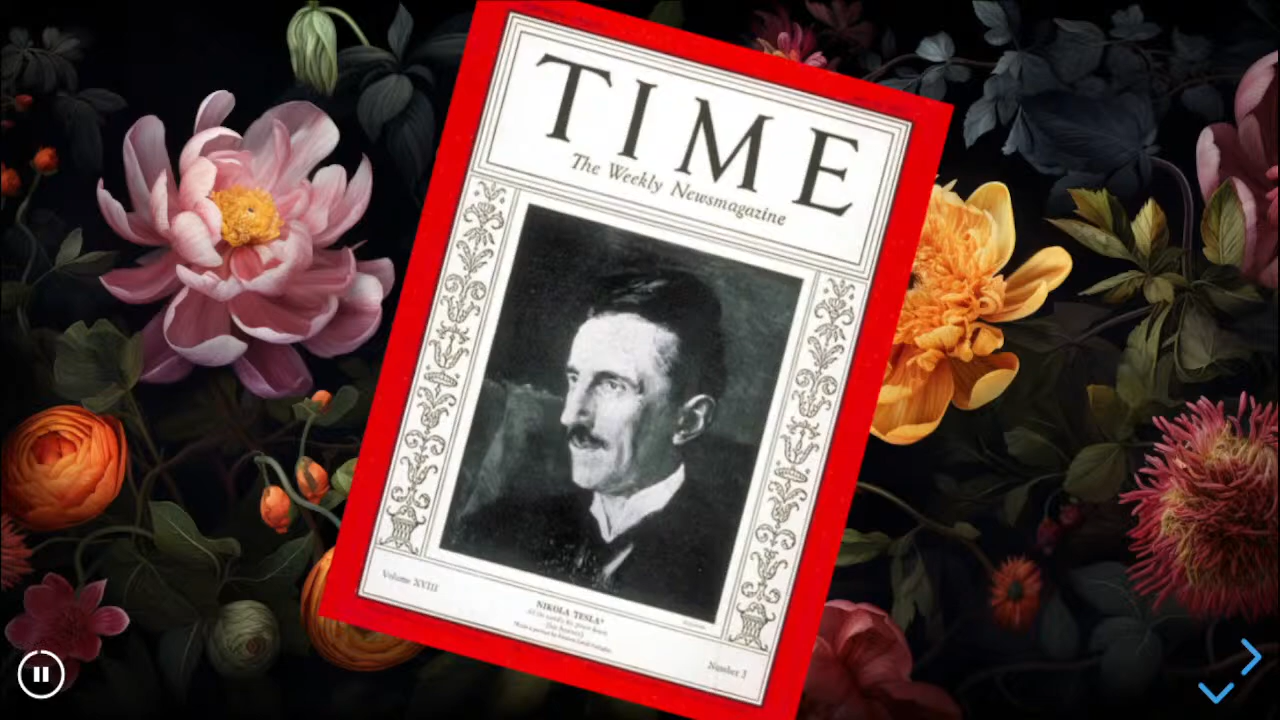 TIME
The Weekly Newsmagazine
Volume XVIII
NIKOLA TESLA*
Number 3